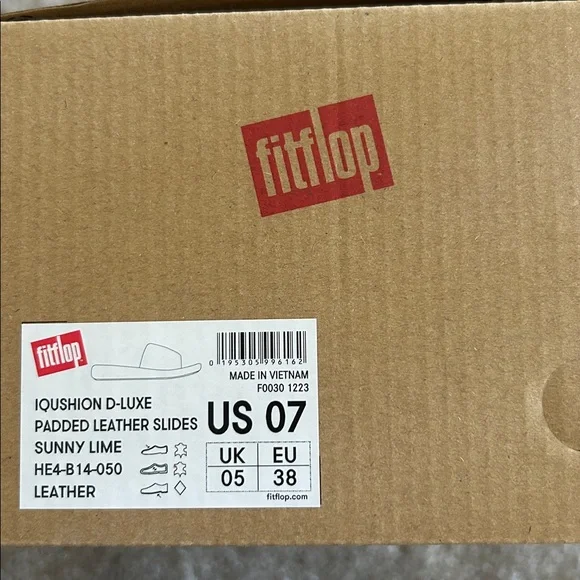 fitflop
fitflop
0 195305 996162
MADE IN VIETNAM
F0030 1223
IQUSHION D-LUXE
PADDED LEATHER SLIDES
SUNNY LIME
HE4-B14-050
LEATHER
US 07
UK EU
05 38
fitflop.com